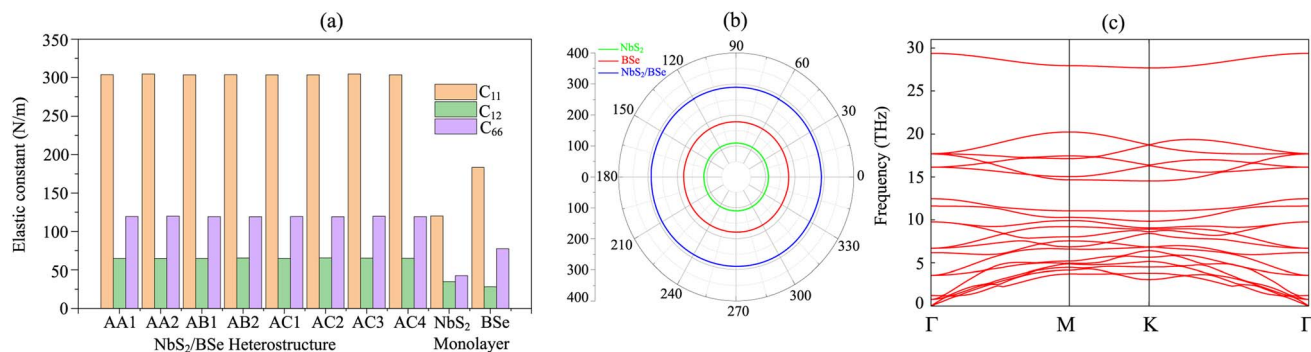 (a)
Elastic constant (N/m)
350
300
250
200
150
100
50
0
C₁₁
C₁₂
C₆₆
AA1 AA2 AB1 AB2 AC1 AC2 AC3 AC4 NbS₂ BSe
NbS₂/BSe Heterostructure Monolayer
(b)
NbS₂
BSe
NbS₂/BSe
400
300
200
100
0
100
200
300
400
90
120 60
150 30
180 0
210 330
240 300
270
(c)
Frequency (THz)
30
25
20
15
10
5
0
Γ M K Γ